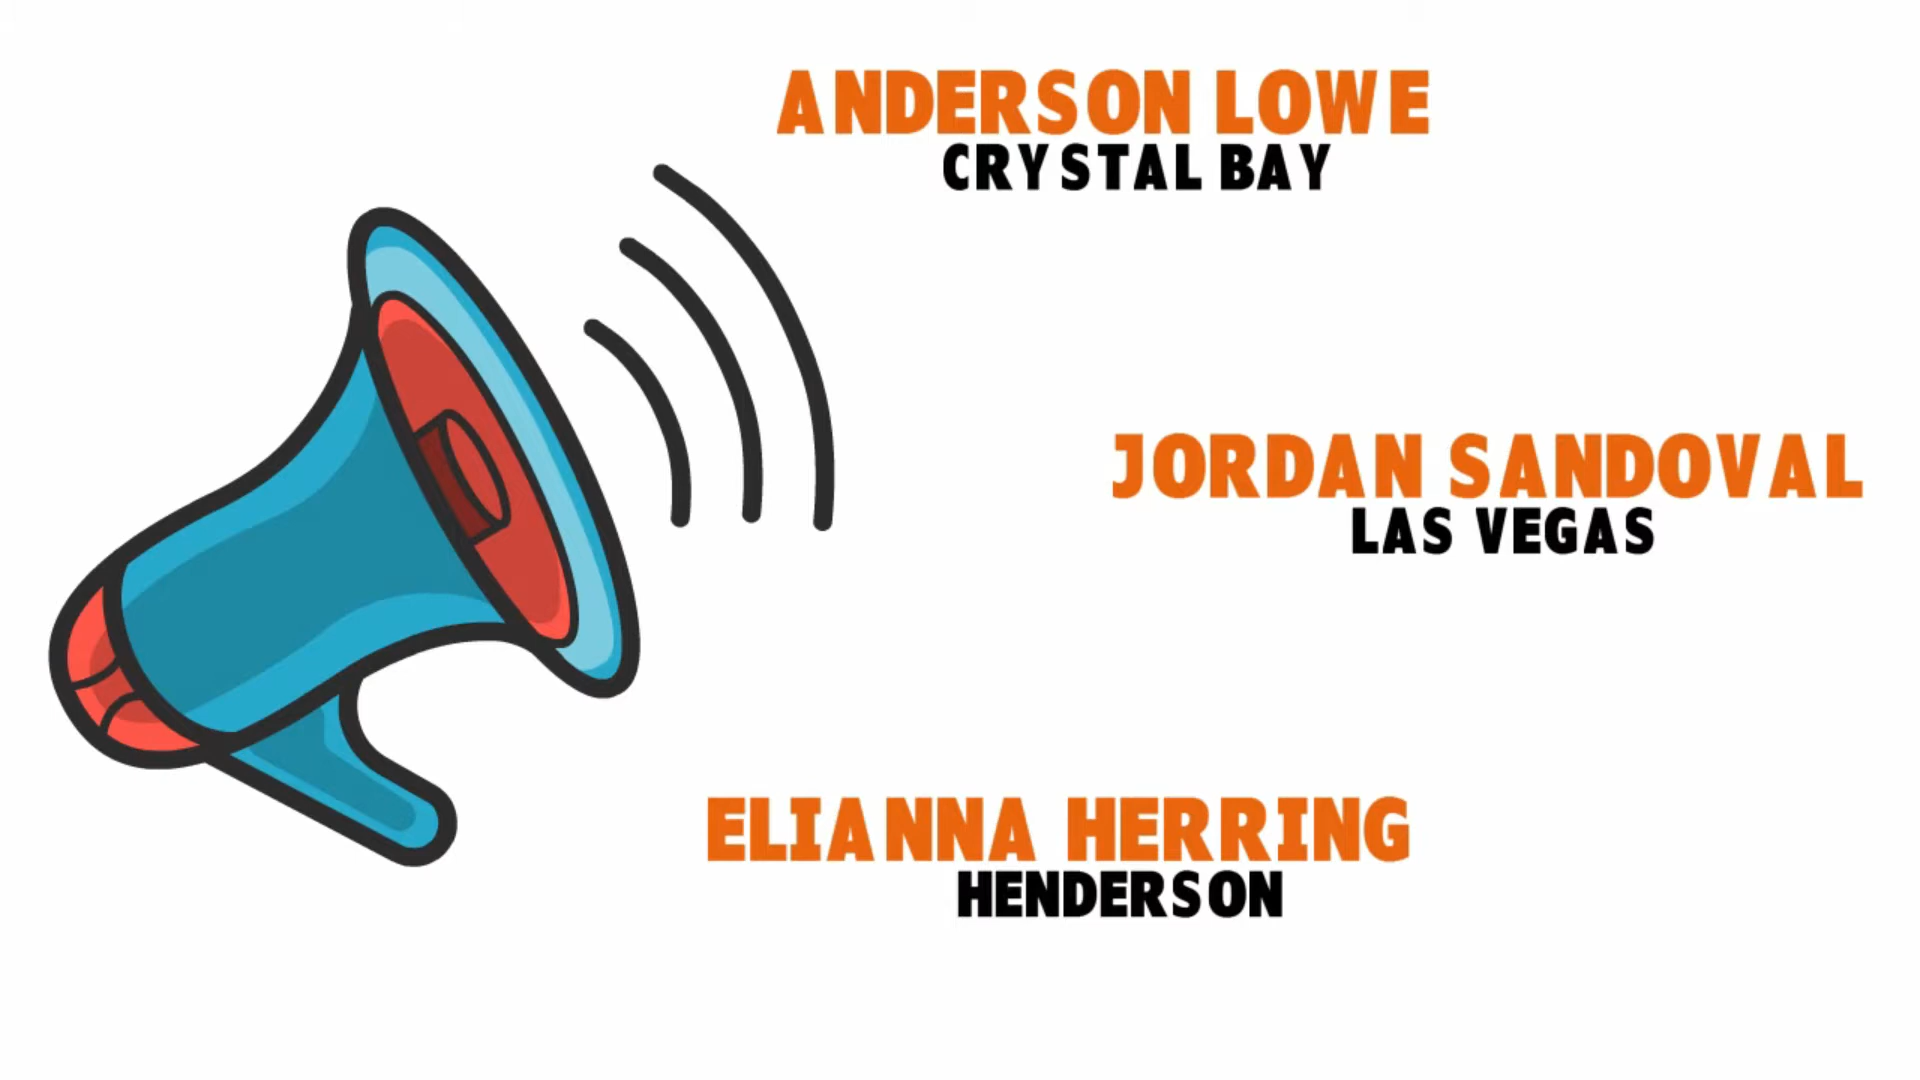 ANDERSON LOWE
CRYSTAL BAY
JORDAN SANDOVAL
LAS VEGAS
ELIANNA HERRING
HENDERSON